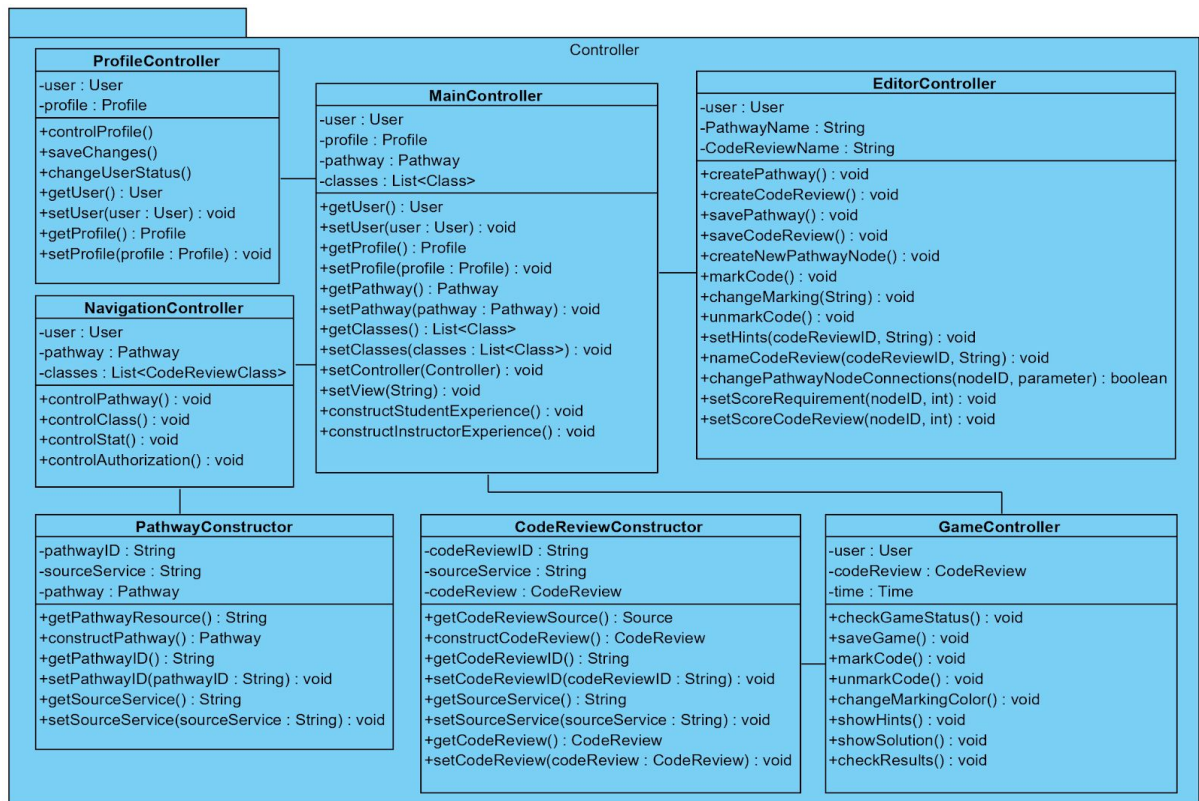 Controller
ProfileController
-user : User
-profile : Profile
+controlProfile()
+saveChanges()
+changeUserStatus()
+getUser() : User
+setUser(user : User) : void
+getProfile() : Profile
+setProfile(profile : Profile) : void
MainController
-user : User
-profile : Profile
-pathway : Pathway
-classes : List<Class>
+getUser() : User
+setUser(user : User) : void
+getProfile() : Profile
+setProfile(profile : Profile) : void
+getPathway() : Pathway
+setPathway(pathway : Pathway) : void
+getClasses() : List<Class>
+setClasses(classes : List<Class>) : void
+setController(Controller) : void
+setView(String) : void
+constructStudentExperience() : void
+constructInstructorExperience() : void
EditorController
-user : User
-PathwayName : String
-CodeReviewName : String
+createPathway() : void
+createCodeReview() : void
+savePathway() : void
+saveCodeReview() : void
+createNewPathwayNode() : void
+markCode() : void
+changeMarking(String) : void
+unmarkCode() : void
+setHints(codeReviewID, String) : void
+nameCodeReview(codeReviewID, String) : void
+changePathwayNodeConnections(nodeID, parameter) : boolean
+setScoreRequirement(nodeID, int) : void
+setScoreCodeReview(nodeID, int) : void
NavigationController
-user : User
-pathway : Pathway
-classes : List<CodeReviewClass>
+controlPathway() : void
+controlClass() : void
+controlStat() : void
+controlAuthorization() : void
PathwayConstructor
-pathwayID : String
-sourceService : String
-pathway : Pathway
+getPathwayResource() : String
+constructPathway() : Pathway
+getPathwayID() : String
+setPathwayID(pathwayID : String) : void
+getSourceService() : String
+setSourceService(sourceService : String) : void
CodeReviewConstructor
-codeReviewID : String
-sourceService : String
-codeReview : CodeReview
+getCodeReviewSource() : Source
+constructCodeReview() : CodeReview
+getCodeReviewID() : String
+setCodeReviewID(codeReviewID : String) : void
+getSourceService() : String
+setSourceService(sourceService : String) : void
+getCodeReview() : CodeReview
+setCodeReview(codeReview : CodeReview) : void
GameController
-user : User
-codeReview : CodeReview
-time : Time
+checkGameStatus() : void
+saveGame() : void
+markCode() : void
+unmarkCode() : void
+changeMarkingColor() : void
+showHints() : void
+showSolution() : void
+checkResults() : void